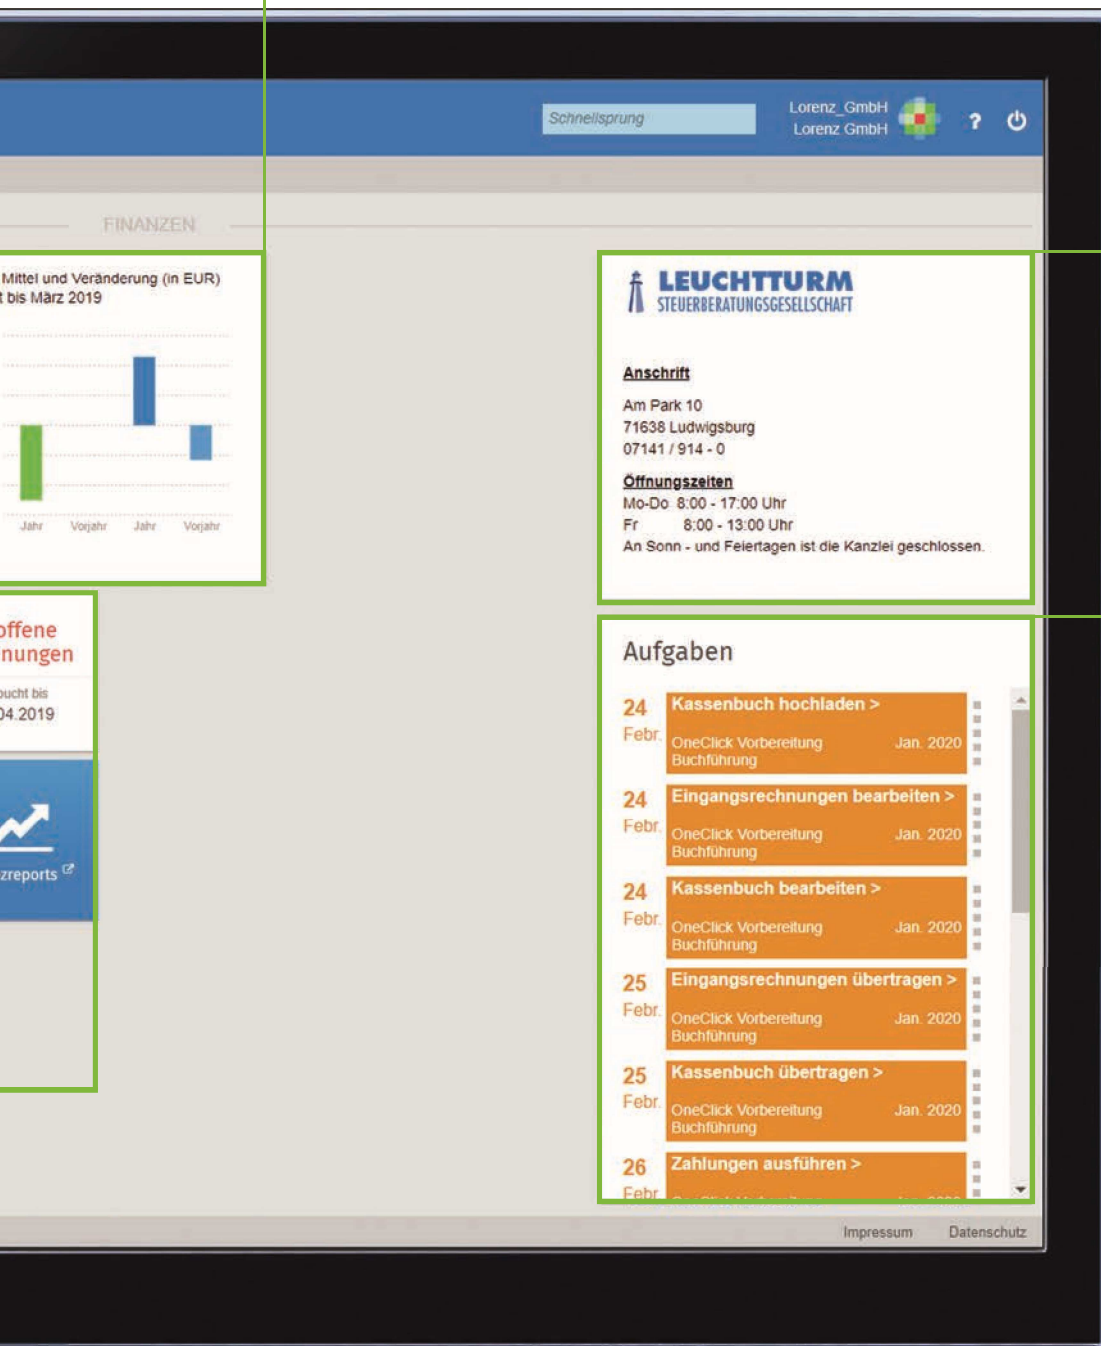 Schnellsprung
Lorenz_GmbH
Lorenz GmbH
?
FINANZEN
Mittel und Veränderung (in EUR)
bis März 2019
Jahr Vorjahr Jahr Vorjahr
LEUCHTTURM
STEUERBERATUNGSGESELLSCHAFT
Anschrift
Am Park 10
71638 Ludwigsburg
07141 / 914 - 0
Öffnungszeiten
Mo-Do 8:00 - 17:00 Uhr
Fr 8:00 - 13:00 Uhr
An Sonn - und Feiertagen ist die Kanzlei geschlossen.
offene
nungen
bucht bis
04.2019
zreports
Aufgaben
24 Kassenbuch hochladen >
Febr. OneClick Vorbereitung Jan. 2020
Buchführung
24 Eingangsrechnungen bearbeiten >
Febr. OneClick Vorbereitung Jan. 2020
Buchführung
24 Kassenbuch bearbeiten >
Febr. OneClick Vorbereitung Jan. 2020
Buchführung
25 Eingangsrechnungen übertragen >
Febr. OneClick Vorbereitung Jan. 2020
Buchführung
25 Kassenbuch übertragen >
Febr. OneClick Vorbereitung Jan. 2020
Buchführung
26 Zahlungen ausführen >
Febr
Impressum Datenschutz